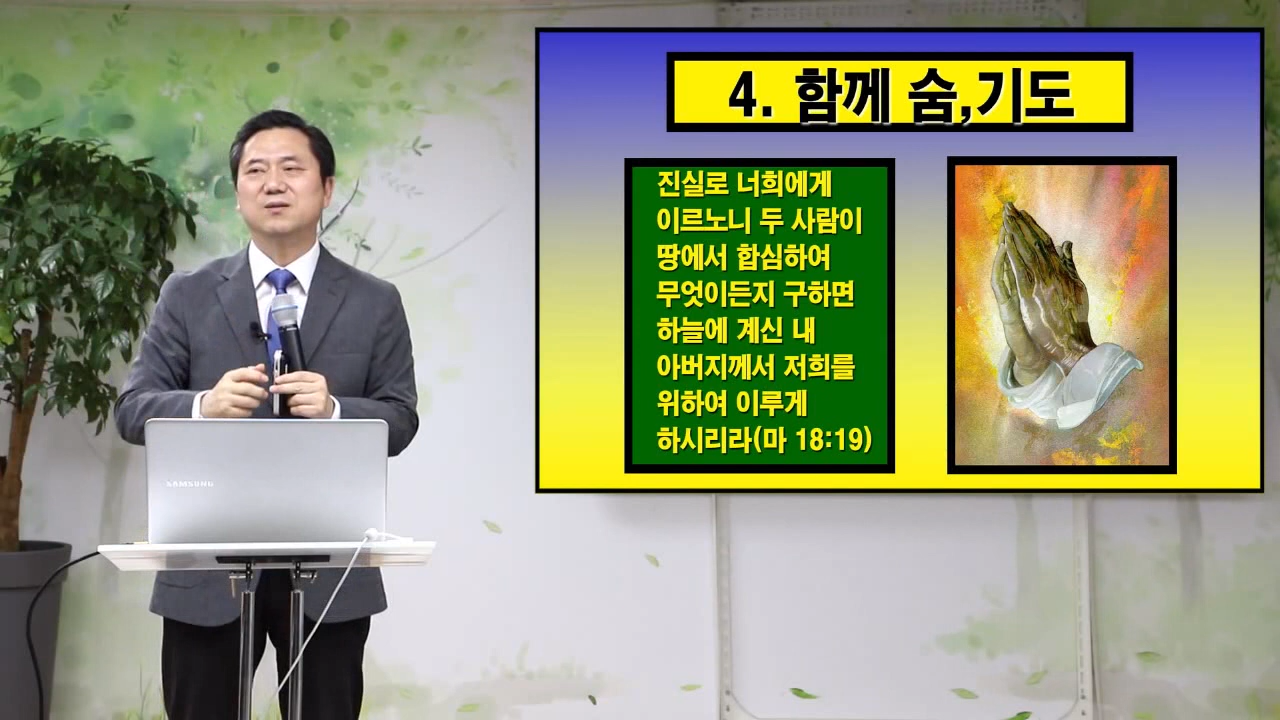 4. 함께 숨,기도
진실로 너희에게
이르노니 두 사람이
땅에서 합심하여
무엇이든지 구하면
하늘에 계신 내
아버지께서 저희를
위하여 이루게
하시리라(마 18:19)
SAMSUNG